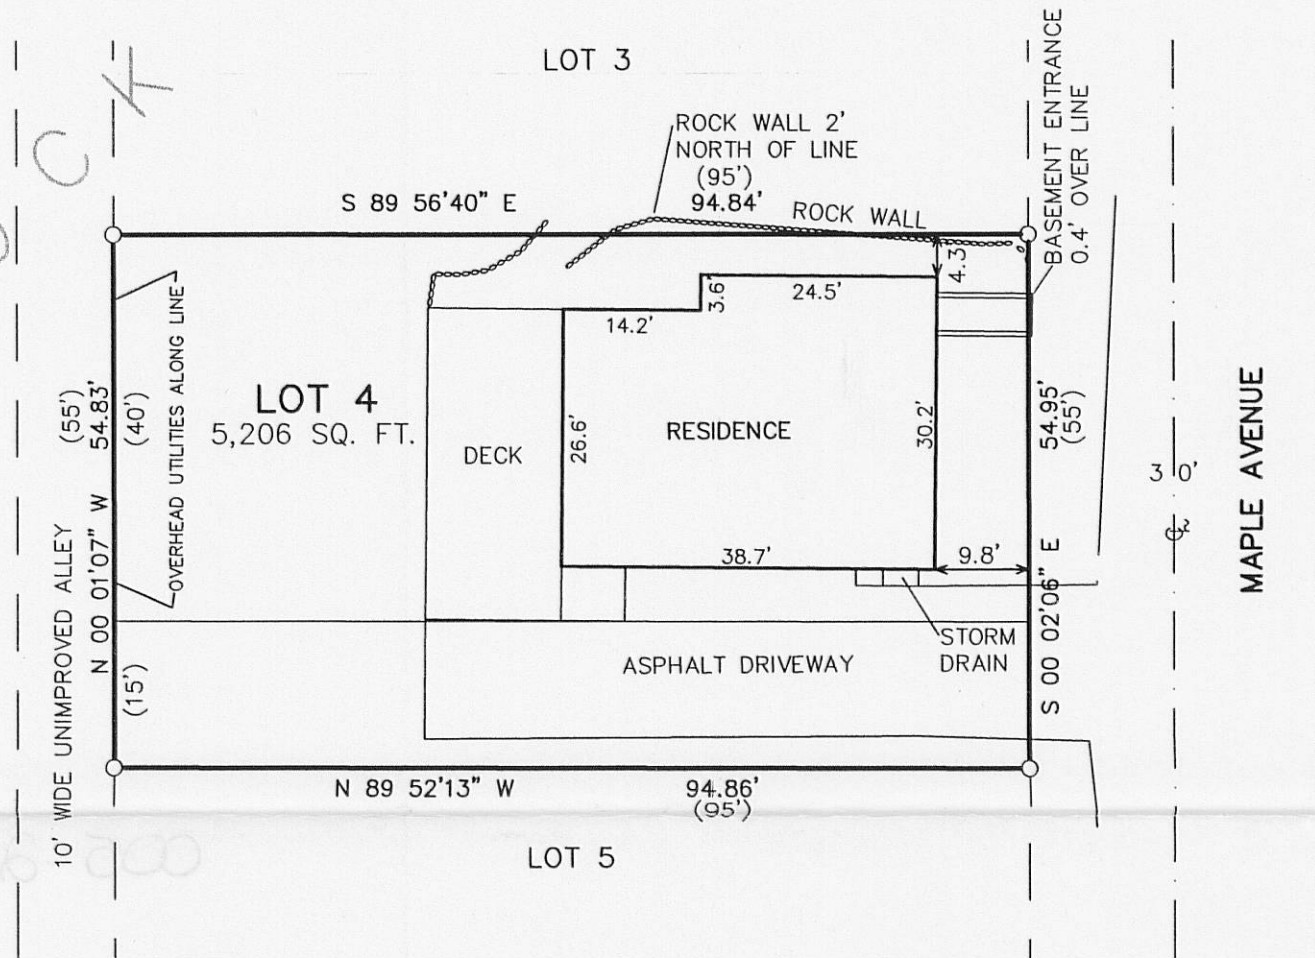 LOT 3
C K
ROCK WALL 2'
NORTH OF LINE
(95')
94.84'
S 89 56'40" E
ROCK WALL
BASEMENT ENTRANCE
0.4' OVER LINE
4.3'
24.5'
3.6'
14.2'
LOT 4
5,206 SQ. FT.
DECK
26.6'
RESIDENCE
30.2'
38.7'
9.8'
STORM
DRAIN
ASPHALT DRIVEWAY
OVERHEAD UTILITIES ALONG LINE
(40')
(15')
N 00 01'07" W 54.83'
(55')
10' WIDE UNIMPROVED ALLEY
S 00 02'06" E 54.95'
(55')
30'
MAPLE AVENUE
N 89 52'13" W
94.86'
(95')
LOT 5